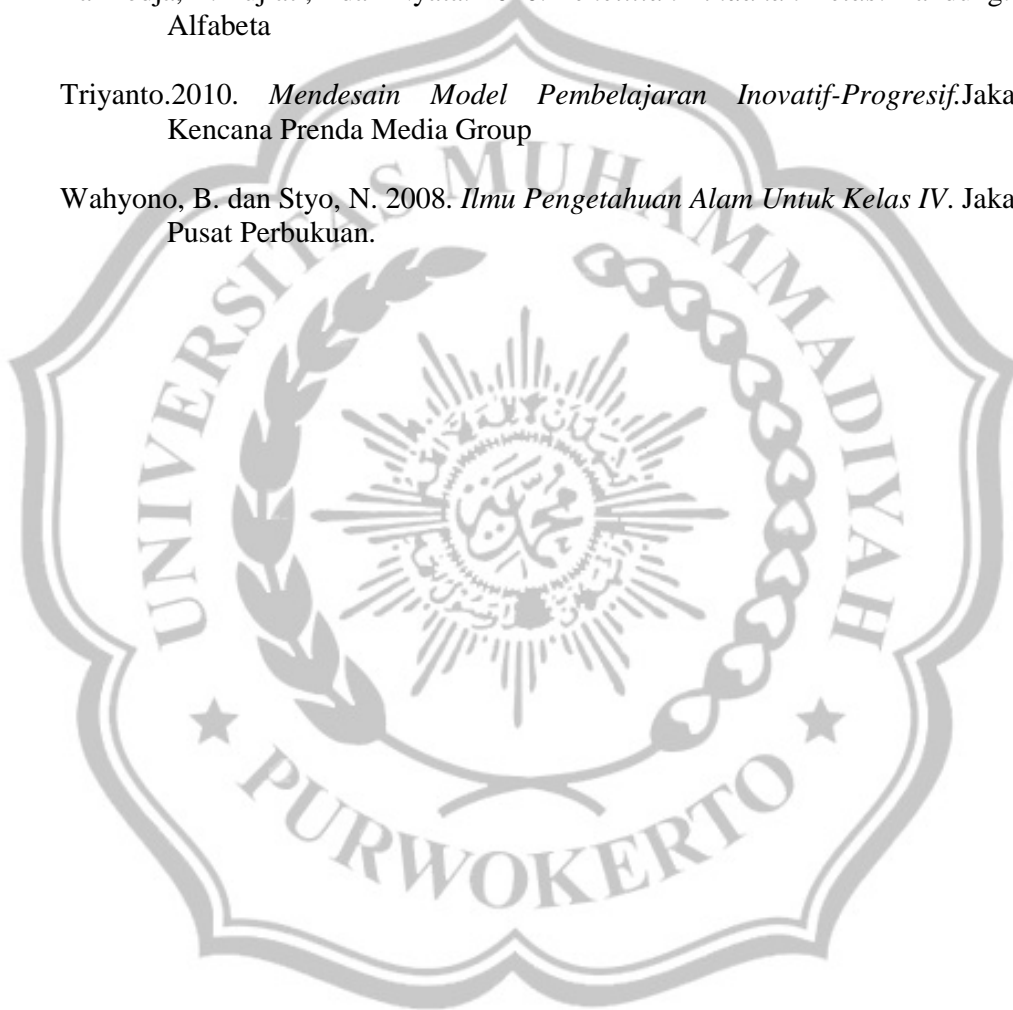 Alfabeta
Triyanto.2010. Mendesain Model Pembelajaran Inovatif-Progresif.Jaka
Kencana Prenda Media Group
Wahyono, B. dan Styo, N. 2008. Ilmu Pengetahuan Alam Untuk Kelas IV. Jaka
Pusat Perbukuan.
UNIVERSITAS MUHAMMADIYAH
PURWOKERTO